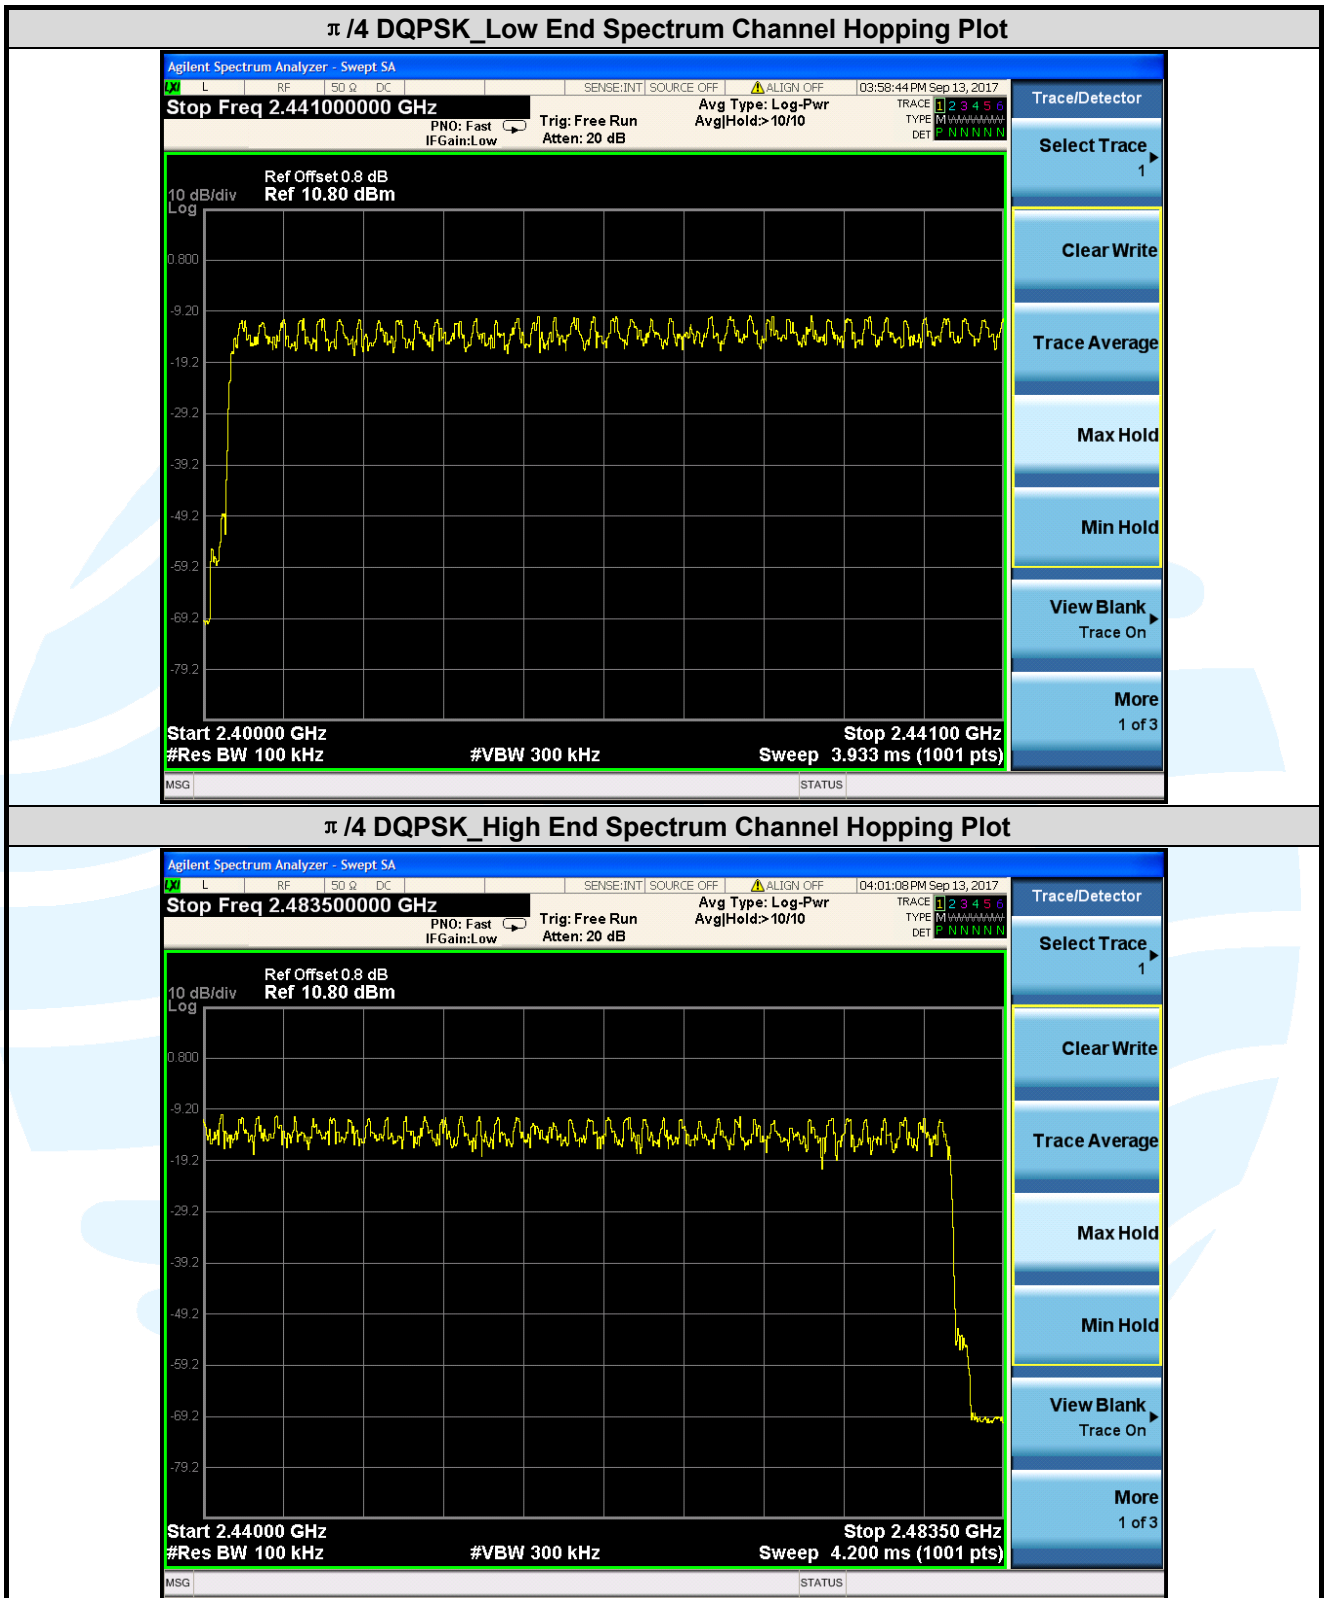 π/4 DQPSK_Low End Spectrum Channel Hopping Plot
Agilent Spectrum Analyzer - Swept SA
LXI L RF 50 Ω DC SENSE:INT SOURCE OFF ALIGN OFF 03:58:44 PM Sep 13, 2017
Stop Freq 2.441000000 GHz
PNO: Fast
IFGain:Low
Trig: Free Run
Atten: 20 dB
Avg Type: Log-Pwr
Avg|Hold:>10/10
TRACE 1 2 3 4 5 6
TYPE M
DET P N N N N N
Ref Offset 0.8 dB
10 dB/div Ref 10.80 dBm
Log
0.800
-9.20
-19.2
-29.2
-39.2
-49.2
-59.2
-69.2
-79.2
Start 2.40000 GHz Stop 2.44100 GHz
#Res BW 100 kHz #VBW 300 kHz Sweep 3.933 ms (1001 pts)
MSG STATUS
Trace/Detector
Select Trace
1
Clear Write
Trace Average
Max Hold
Min Hold
View Blank
Trace On
More
1 of 3
π/4 DQPSK_High End Spectrum Channel Hopping Plot
Agilent Spectrum Analyzer - Swept SA
LXI L RF 50 Ω DC SENSE:INT SOURCE OFF ALIGN OFF 04:01:08 PM Sep 13, 2017
Stop Freq 2.483500000 GHz
PNO: Fast
IFGain:Low
Trig: Free Run
Atten: 20 dB
Avg Type: Log-Pwr
Avg|Hold:>10/10
TRACE 1 2 3 4 5 6
TYPE M
DET P N N N N N
Ref Offset 0.8 dB
10 dB/div Ref 10.80 dBm
Log
0.800
-9.20
-19.2
-29.2
-39.2
-49.2
-59.2
-69.2
-79.2
Start 2.44000 GHz Stop 2.48350 GHz
#Res BW 100 kHz #VBW 300 kHz Sweep 4.200 ms (1001 pts)
MSG STATUS
Trace/Detector
Select Trace
1
Clear Write
Trace Average
Max Hold
Min Hold
View Blank
Trace On
More
1 of 3